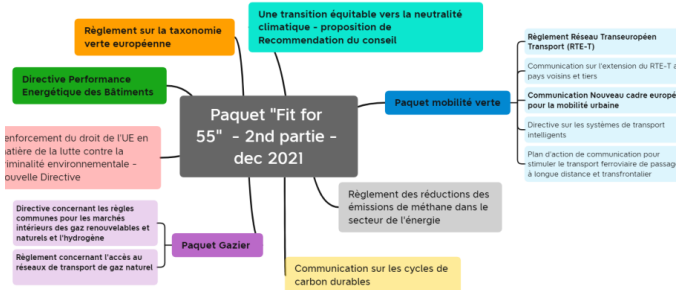 Règlement sur la taxonomie
verte européenne
Une transition équitable vers la neutralité
climatique - proposition de
Recommendation du conseil
Directive Performance
Energétique des Bâtiments
Paquet "Fit for
55" - 2nd partie -
dec 2021
Paquet mobilité verte
Règlement Réseau Transeuropéen
Transport (RTE-T)
Communication sur l'extension du RTE-T a
pays voisins et tiers
Communication Nouveau cadre europé
pour la mobilité urbaine
Directive sur les systèmes de transport
intelligents
Plan d'action de communication pour
stimuler le transport ferroviaire de passag
à longue distance et transfrontalier
enforcement du droit de l'UE en
atière de la lutte contre la
riminalité environnementale -
ouvelle Directive
Règlement des réductions des
émissions de méthane dans le
secteur de l'énergie
Directive concernant les règles
communes pour les marchés
intérieurs des gaz renouvelables et
naturels et l'hydrogène
Règlement concernant l'accès au
réseaux de transport de gaz naturel
Paquet Gazier
Communication sur les cycles de
carbon durables